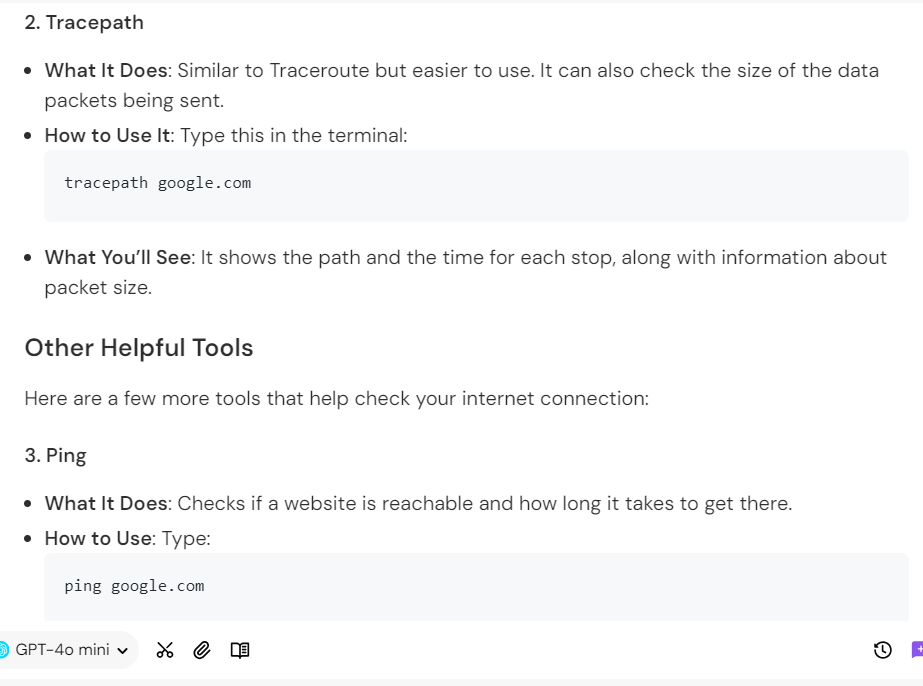 2. Tracepath
• What It Does: Similar to Traceroute but easier to use. It can also check the size of the data
packets being sent.
• How to Use It: Type this in the terminal:
tracepath google.com
• What You’ll See: It shows the path and the time for each stop, along with information about
packet size.
Other Helpful Tools
Here are a few more tools that help check your internet connection:
3. Ping
• What It Does: Checks if a website is reachable and how long it takes to get there.
• How to Use: Type:
ping google.com
GPT-4o mini